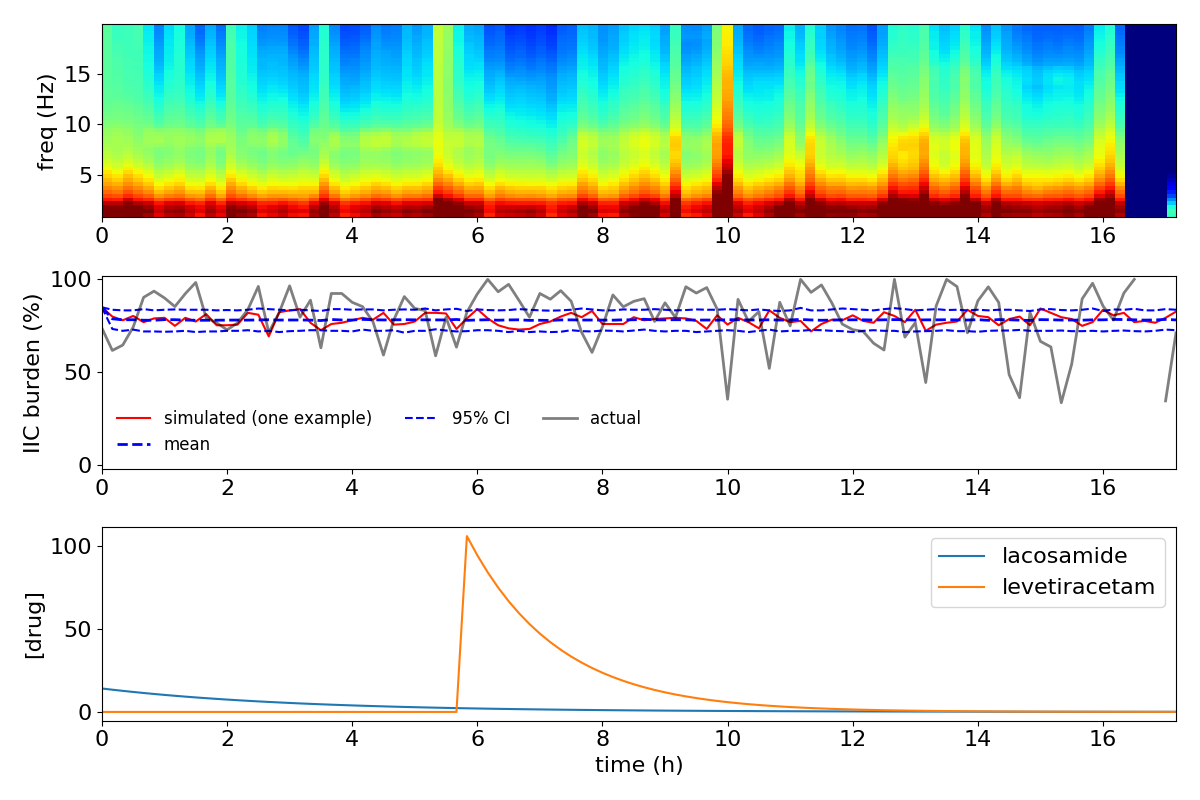 freq (Hz)
15
10
5
0 2 4 6 8 10 12 14 16
IIC burden (%)
100
50
0
simulated (one example) 95% CI actual
mean
0 2 4 6 8 10 12 14 16
[drug]
100
50
0
lacosamide
levetiracetam
0 2 4 6 8 10 12 14 16
time (h)